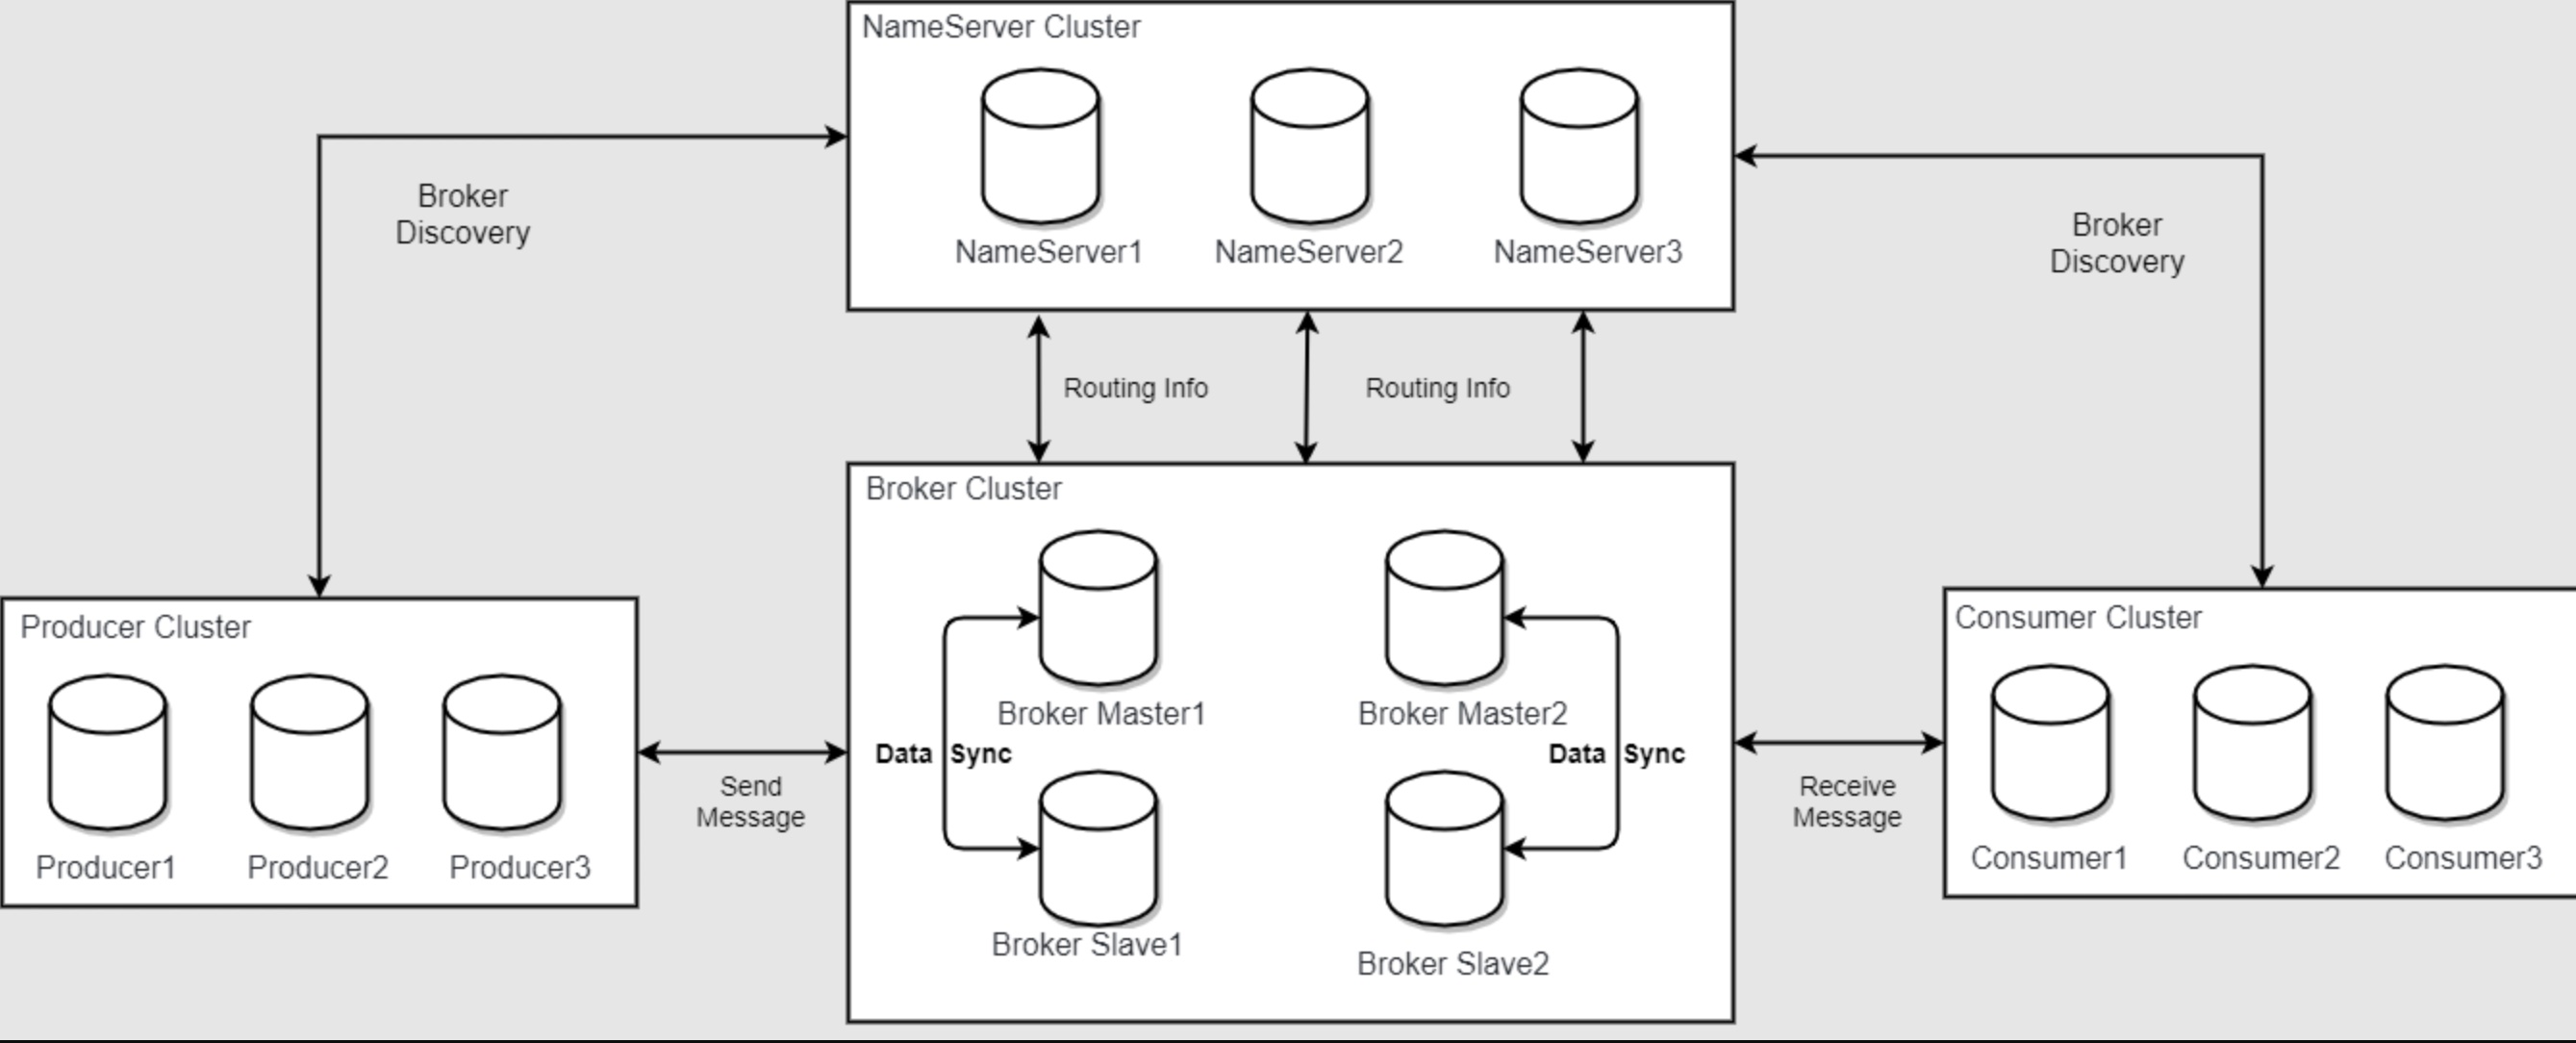 NameServer Cluster
NameServer1
NameServer2
NameServer3
Broker
Discovery
Broker
Discovery
Routing Info
Routing Info
Broker Cluster
Broker Master1
Broker Master2
Data Sync
Data Sync
Broker Slave1
Broker Slave2
Producer Cluster
Producer1
Producer2
Producer3
Send
Message
Receive
Message
Consumer Cluster
Consumer1
Consumer2
Consumer3